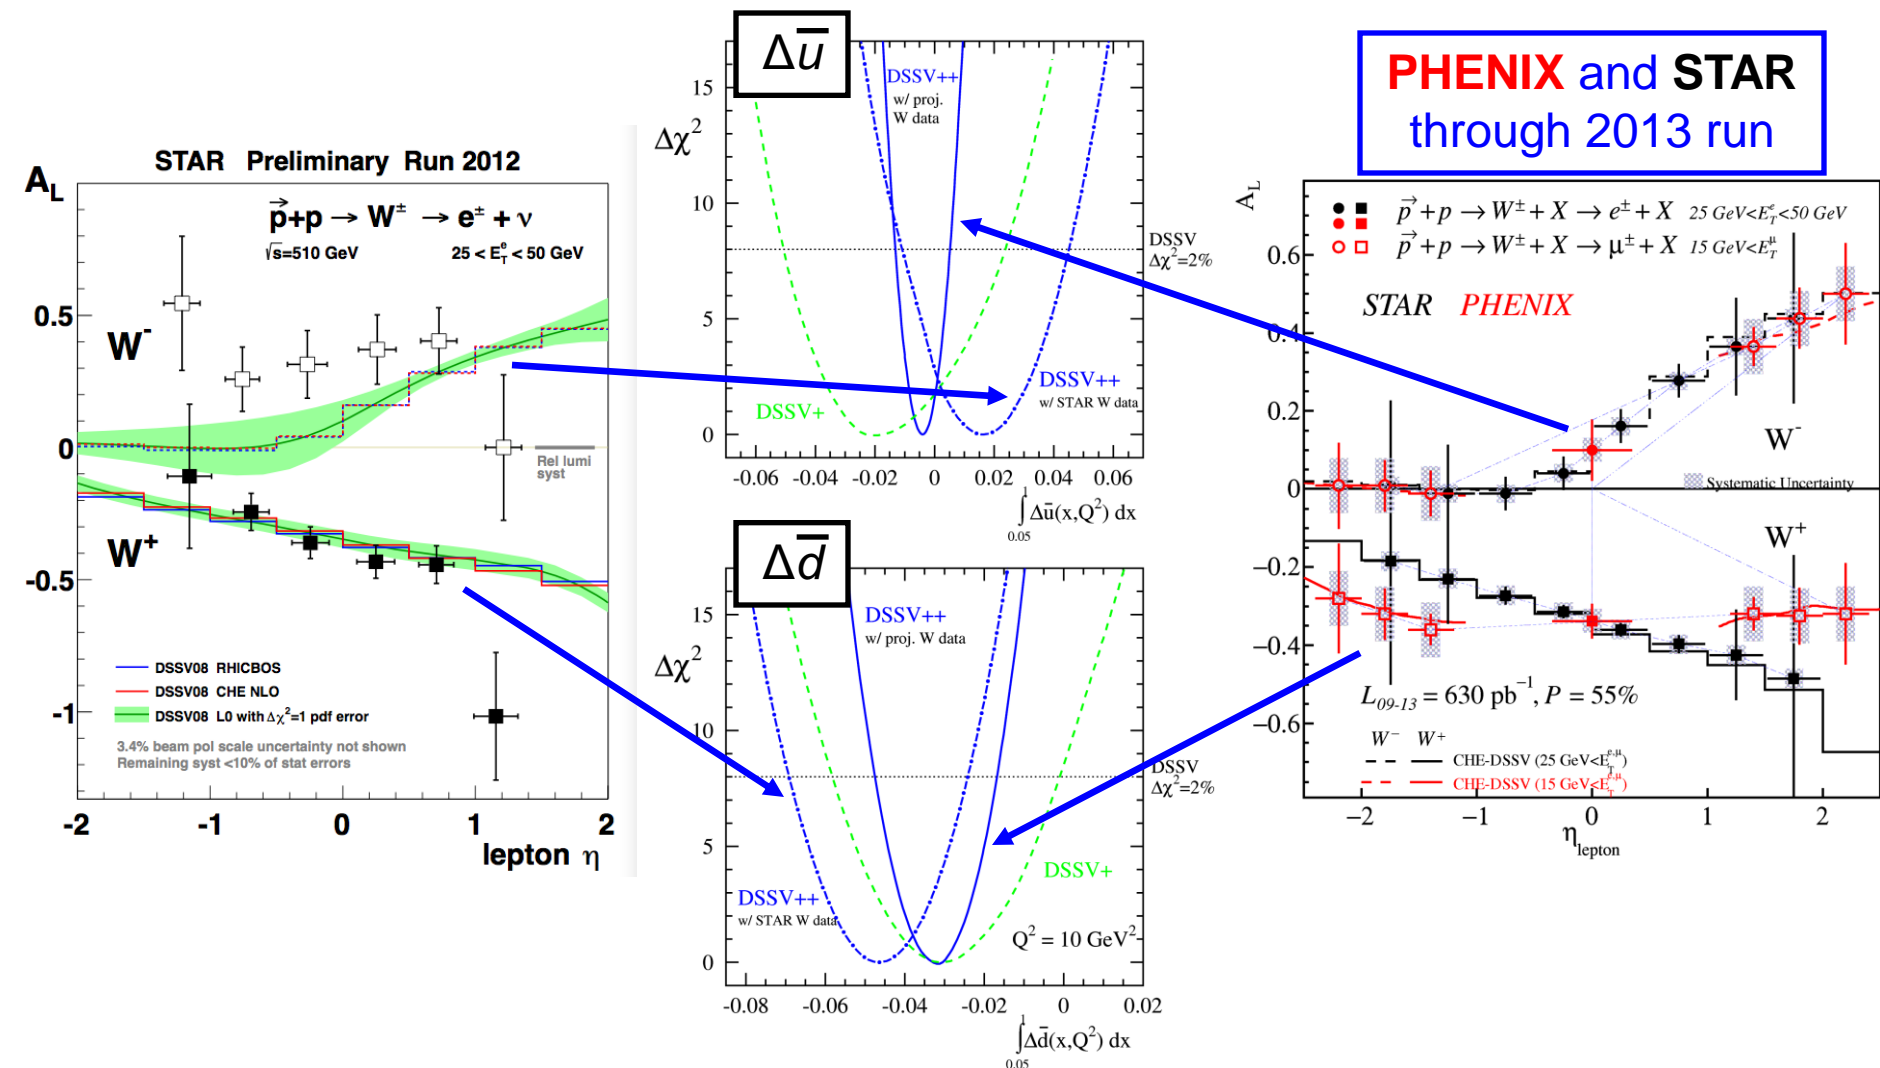 STAR Preliminary Run 2012
A_L
p→+p → W± → e± + ν
√s=510 GeV
25 < E_T^e < 50 GeV
0.5
W-
0
Rel lumi
syst
W+
-0.5
-1
DSSV08 RHICBOS
DSSV08 CHE NLO
DSSV08 L0 with Δχ²=1 pdf error
3.4% beam pol scale uncertainty not shown
Remaining syst <10% of stat errors
-2 -1 0 1 2
lepton η
Δū
DSSV++
w/ proj.
W data
Δχ²
15
10
5
0
DSSV
Δχ²=2%
DSSV++
w/ STAR W data
DSSV+
-0.06 -0.04 -0.02 0 0.02 0.04 0.06
∫Δū(x,Q²) dx
1
0.05
Δd̄
DSSV++
w/ proj. W data
Δχ²
15
10
5
0
DSSV
Δχ²=2%
DSSV+
DSSV++
w/ STAR W data
Q² = 10 GeV²
-0.08 -0.06 -0.04 -0.02 0 0.02
∫Δd̄(x,Q²) dx
1
0.05
PHENIX and STAR
through 2013 run
A_L
p→ + p → W± + X → e± + X 25 GeV<E_T^e<50 GeV
p→ + p → W± + X → μ± + X 15 GeV<E_T^μ
STAR PHENIX
0.6
0.4
0.2
0
−0.2
−0.4
−0.6
W-
Systematic Uncertainty
W+
L_09-13 = 630 pb⁻¹, P = 55%
W− W+
CHE-DSSV (25 GeV<E_T^e,μ)
CHE-DSSV (15 GeV<E_T^e,μ)
−2 −1 0 1 2
η_lepton